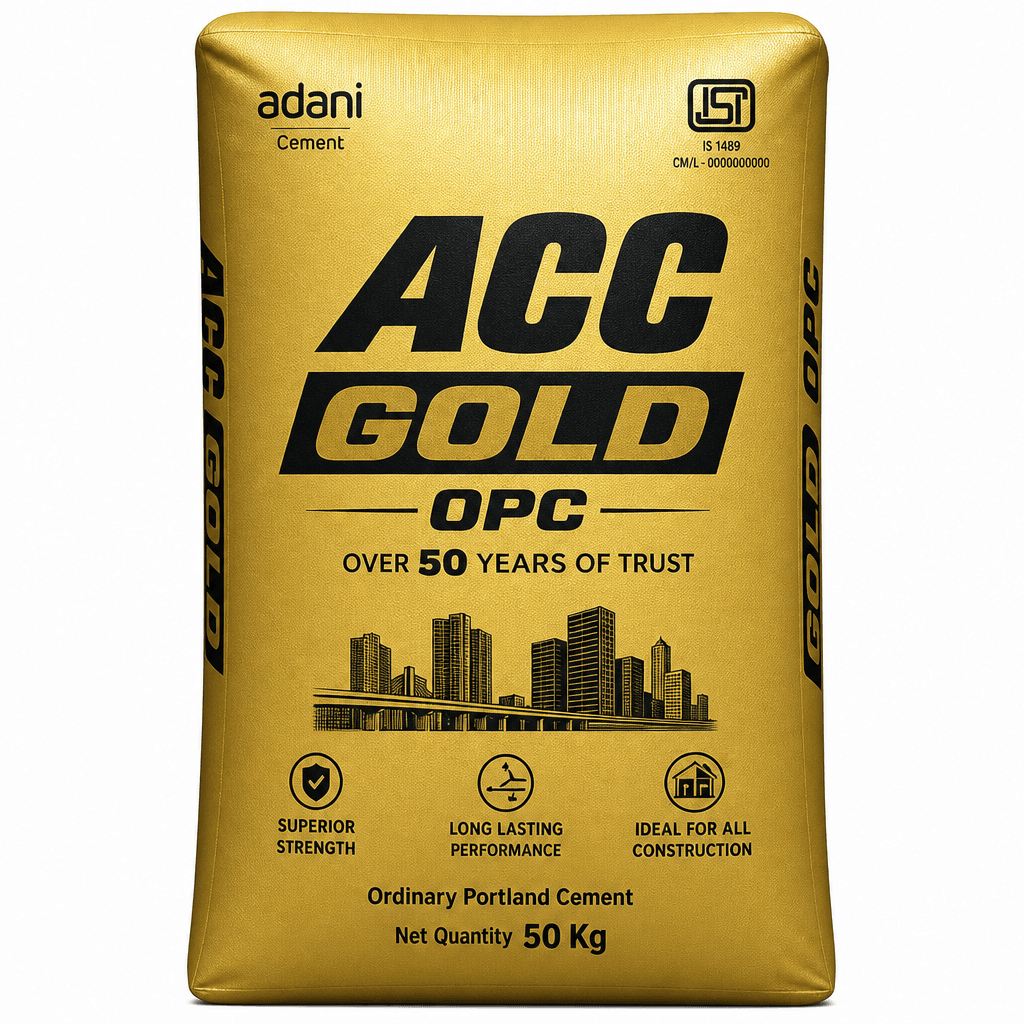 adani
Cement
ISI
IS 1489
CM/L - 0000000000
ACC
GOLD
OPC
OVER 50 YEARS OF TRUST
SUPERIOR
STRENGTH
LONG LASTING
PERFORMANCE
IDEAL FOR ALL
CONSTRUCTION
Ordinary Portland Cement
Net Quantity 50 Kg
ACC GOLD
GOLD OPC